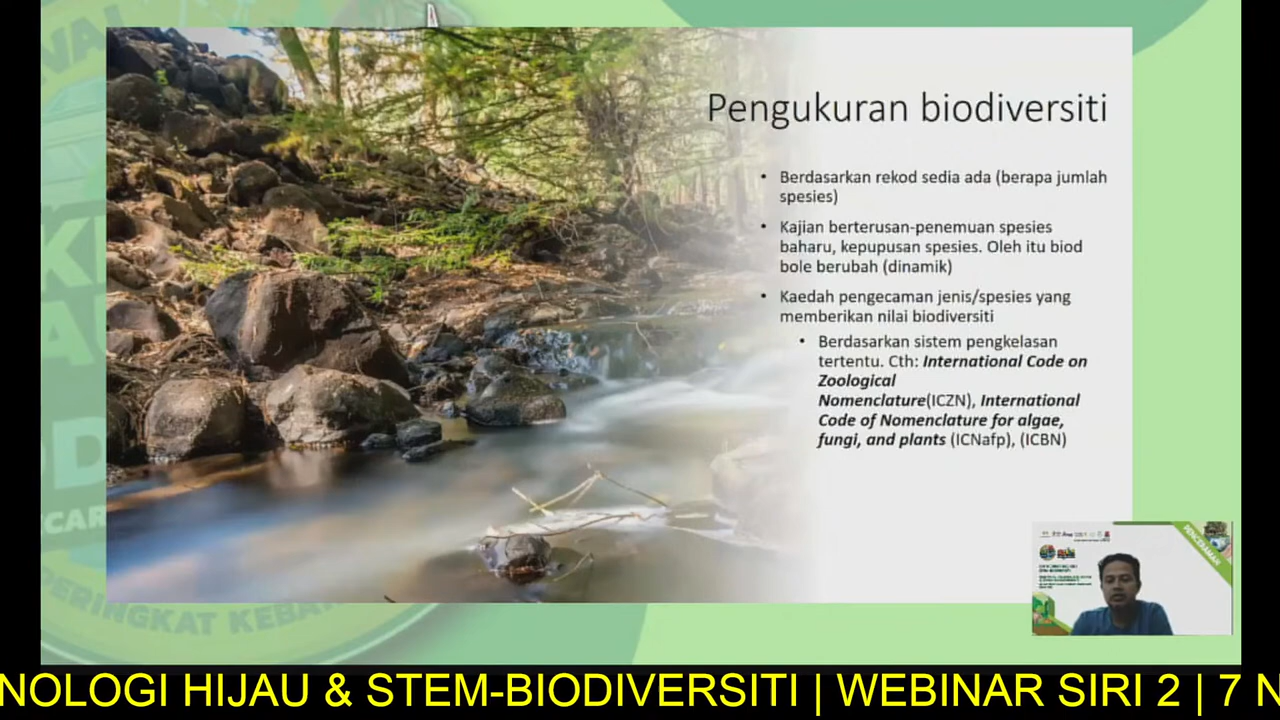 Pengukuran biodiversiti
• Berdasarkan rekod sedia ada (berapa jumlah
spesies)
• Kajian berterusan-penemuan spesies
baharu, kepupusan spesies. Oleh itu biod
bole berubah (dinamik)
• Kaedah pengecaman jenis/spesies yang
memberikan nilai biodiversiti
• Berdasarkan sistem pengkelasan
tertentu. Cth: International Code on
Zoological
Nomenclature(ICZN), International
Code of Nomenclature for algae,
fungi, and plants (ICNafp), (ICBN)
PERINGKAT KEBA
PENCERAMAH
NOLOGI HIJAU & STEM-BIODIVERSITI | WEBINAR SIRI 2 | 7 N